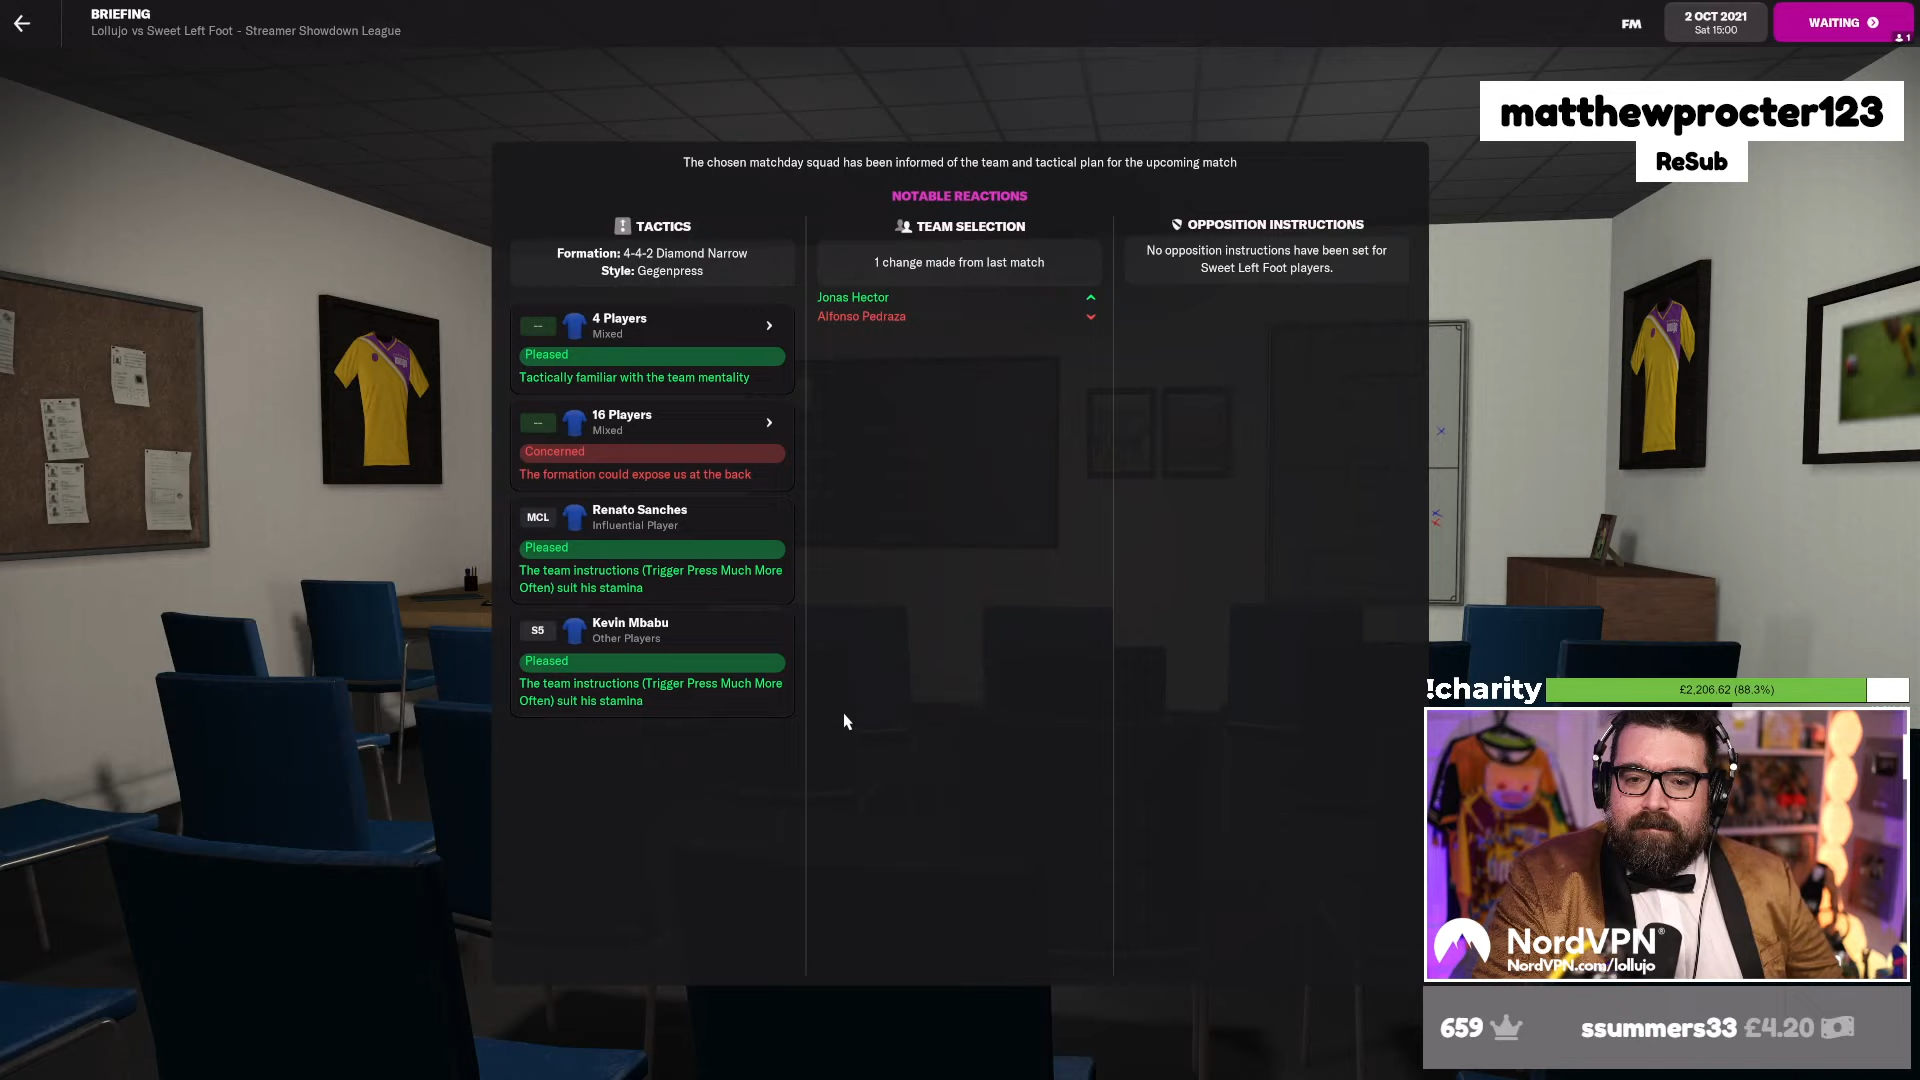 BRIEFING
Lollujo vs Sweet Left Foot - Streamer Showdown League
FM
2 OCT 2021
Sat 15:00
WAITING
1
matthewprocter123
ReSub
The chosen matchday squad has been informed of the team and tactical plan for the upcoming match
NOTABLE REACTIONS
TACTICS
Formation: 4-4-2 Diamond Narrow
Style: Gegenpress
-- 4 Players
Mixed
Pleased
Tactically familiar with the team mentality
-- 16 Players
Mixed
Concerned
The formation could expose us at the back
MCL Renato Sanches
Influential Player
Pleased
The team instructions (Trigger Press Much More
Often) suit his stamina
S5 Kevin Mbabu
Other Players
Pleased
The team instructions (Trigger Press Much More
Often) suit his stamina
TEAM SELECTION
1 change made from last match
Jonas Hector
Alfonso Pedraza
OPPOSITION INSTRUCTIONS
No opposition instructions have been set for
Sweet Left Foot players.
!charity £2,206.62 (88.3%)
NordVPN®
NordVPN.com/lollujo
659 ssummers33 £4.20